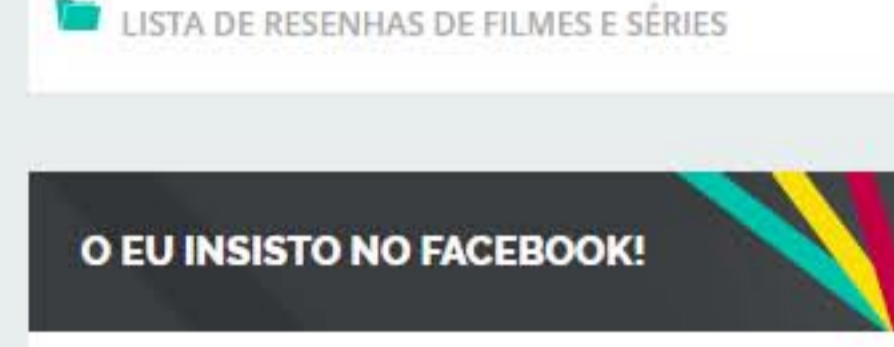 LISTA DE RESENHAS DE FILMES E SÉRIES
O EU INSISTO NO FACEBOOK!